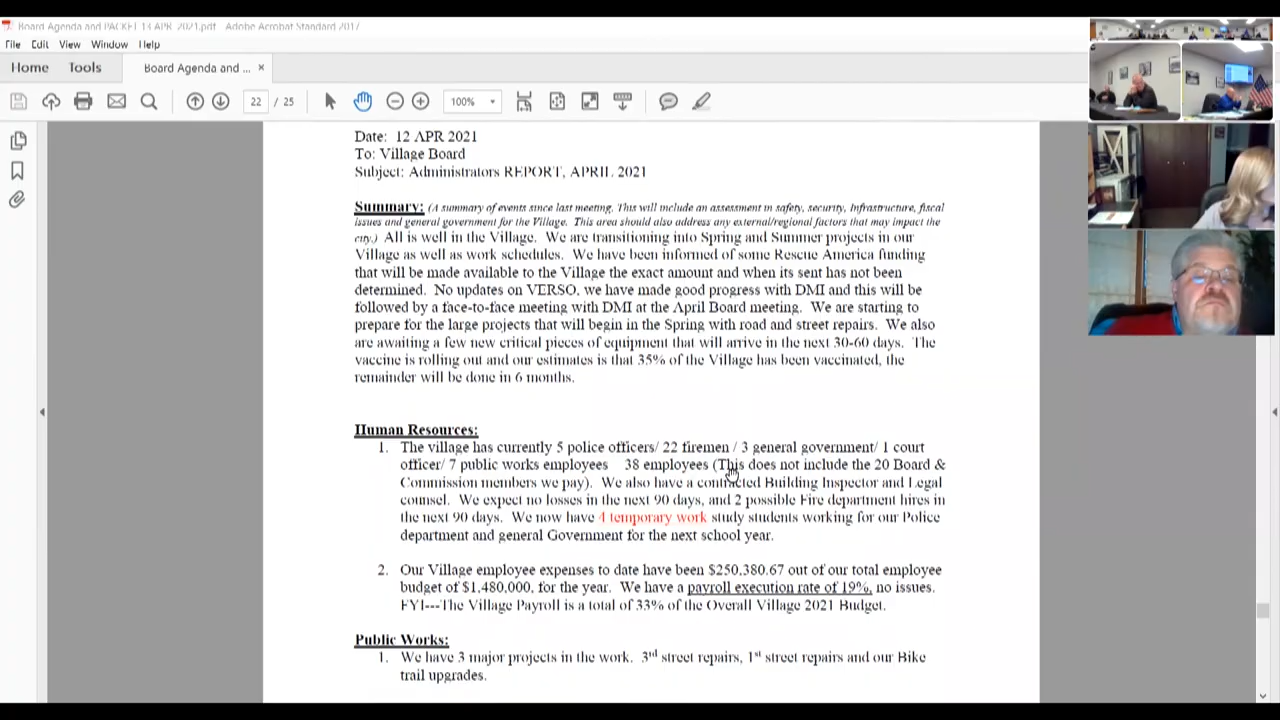 Board Agenda and PACKET 13 APR 2021.pdf - Adobe Acrobat Standard 2017
File Edit View Window Help
Home Tools Board Agenda and ... ×
22 / 25 100%
Date: 12 APR 2021
To: Village Board
Subject: Administrators REPORT, APRIL 2021
Summary: (A summary of events since last meeting. This will include an assessment in safety, security, Infrastructure, fiscal
issues and general government for the Village. This area should also address any external/regional factors that may impact the
city.) All is well in the Village. We are transitioning into Spring and Summer projects in our
Village as well as work schedules. We have been informed of some Rescue America funding
that will be made available to the Village the exact amount and when its sent has not been
determined. No updates on VERSO, we have made good progress with DMI and this will be
followed by a face-to-face meeting with DMI at the April Board meeting. We are starting to
prepare for the large projects that will begin in the Spring with road and street repairs. We also
are awaiting a few new critical pieces of equipment that will arrive in the next 30-60 days. The
vaccine is rolling out and our estimates is that 35% of the Village has been vaccinated, the
remainder will be done in 6 months.
Human Resources:
1. The village has currently 5 police officers/ 22 firemen / 3 general government/ 1 court
officer/ 7 public works employees 38 employees (This does not include the 20 Board &
Commission members we pay). We also have a contracted Building Inspector and Legal
counsel. We expect no losses in the next 90 days, and 2 possible Fire department hires in
the next 90 days. We now have 4 temporary work study students working for our Police
department and general Government for the next school year.
2. Our Village employee expenses to date have been $250,380.67 out of our total employee
budget of $1,480,000, for the year. We have a payroll execution rate of 19%, no issues.
FYI---The Village Payroll is a total of 33% of the Overall Village 2021 Budget.
Public Works:
1. We have 3 major projects in the work. 3rd street repairs, 1st street repairs and our Bike
trail upgrades.